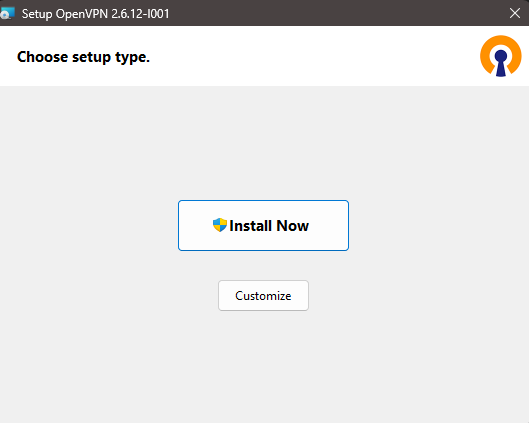 Setup OpenVPN 2.6.12-I001
Choose setup type.
Install Now
Customize